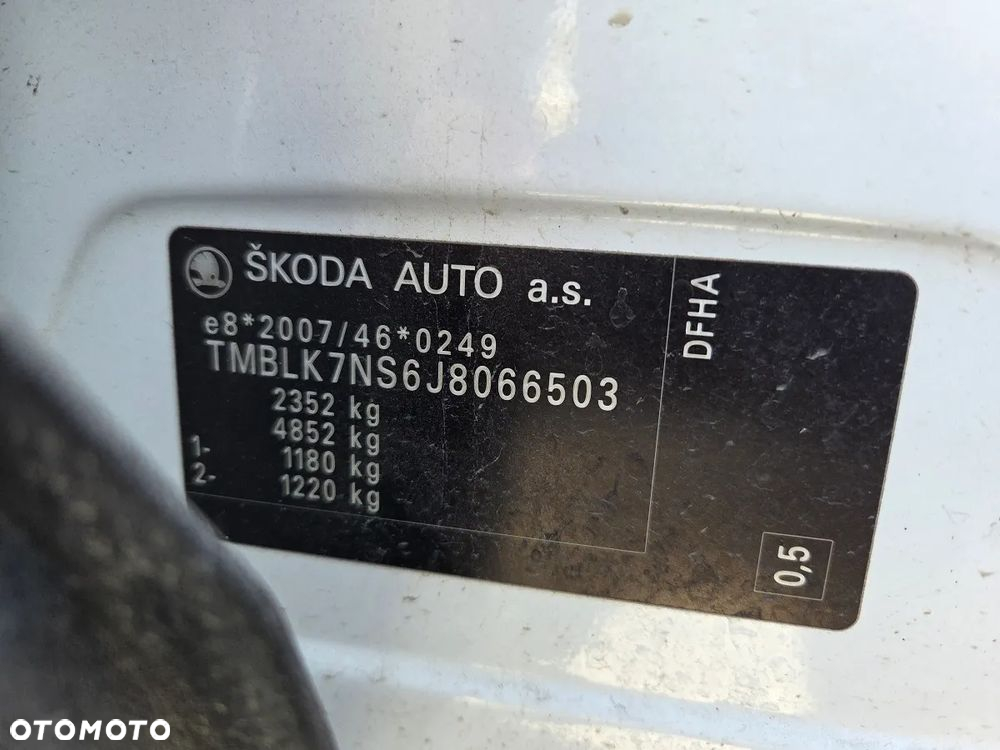 ŠKODA AUTO a.s.
e8*2007/46*0249
TMBLK7NS6J8066503
2352 kg
4852 kg
1- 1180 kg
2- 1220 kg
DFHA
0,5
OTOMOTO